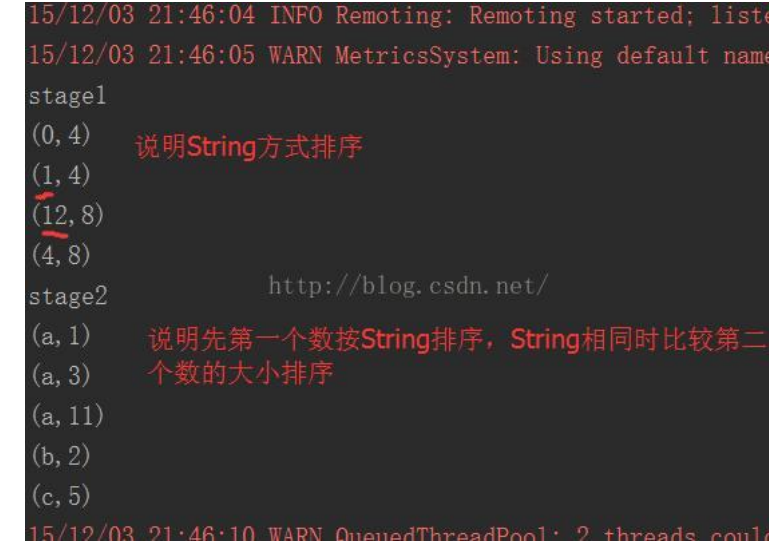 15/12/03 21:46:04 INFO Remoting: Remoting started; liste
15/12/03 21:46:05 WARN MetricsSystem: Using default name
stage1
(0,4)
说明String方式排序
(1,4)
(12,8)
(4,8)
http://blog.csdn.net/
stage2
(a,1)
说明先第一个数按String排序，String相同时比较第二
(a,3)
个数的大小排序
(a,11)
(b,2)
(c,5)
15/12/03 21:46:10 WARN QueuedThreadPool: 2 threads could